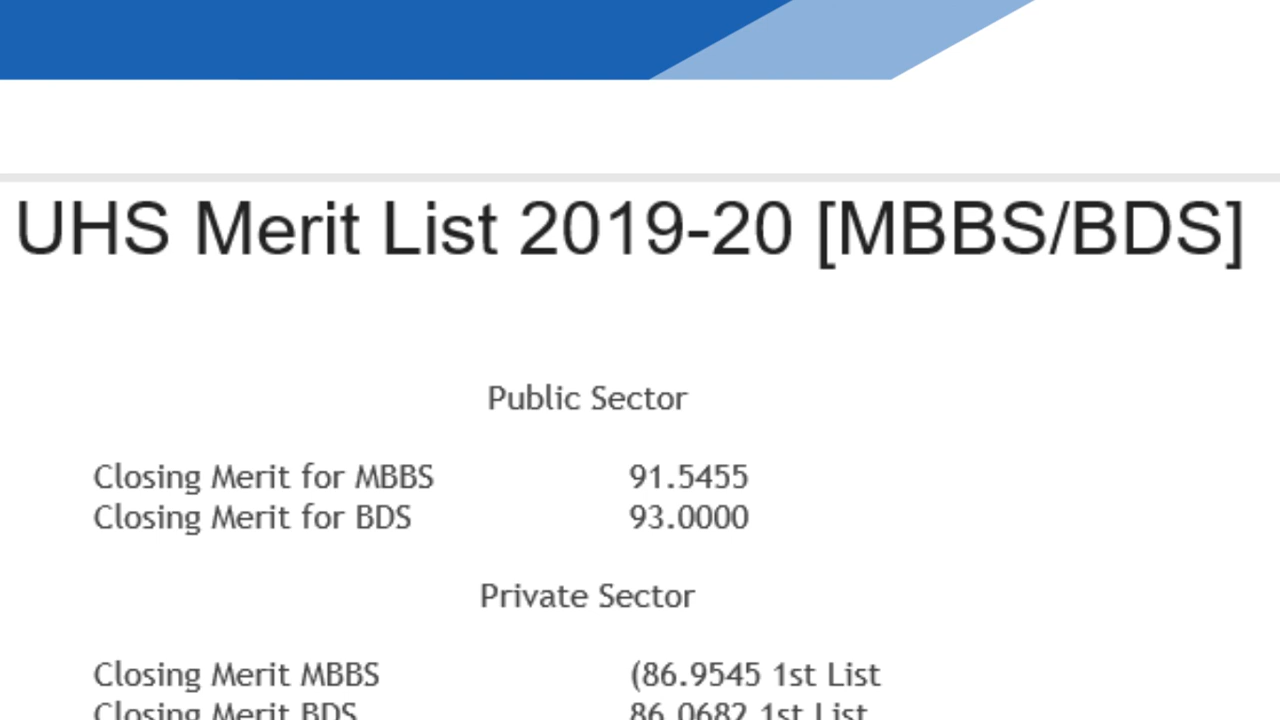 UHS Merit List 2019-20 [MBBS/BDS]
Public Sector
Closing Merit for MBBS 91.5455
Closing Merit for BDS 93.0000
Private Sector
Closing Merit MBBS (86.9545 1st List
Closing Merit BDS 86.0682 1st List